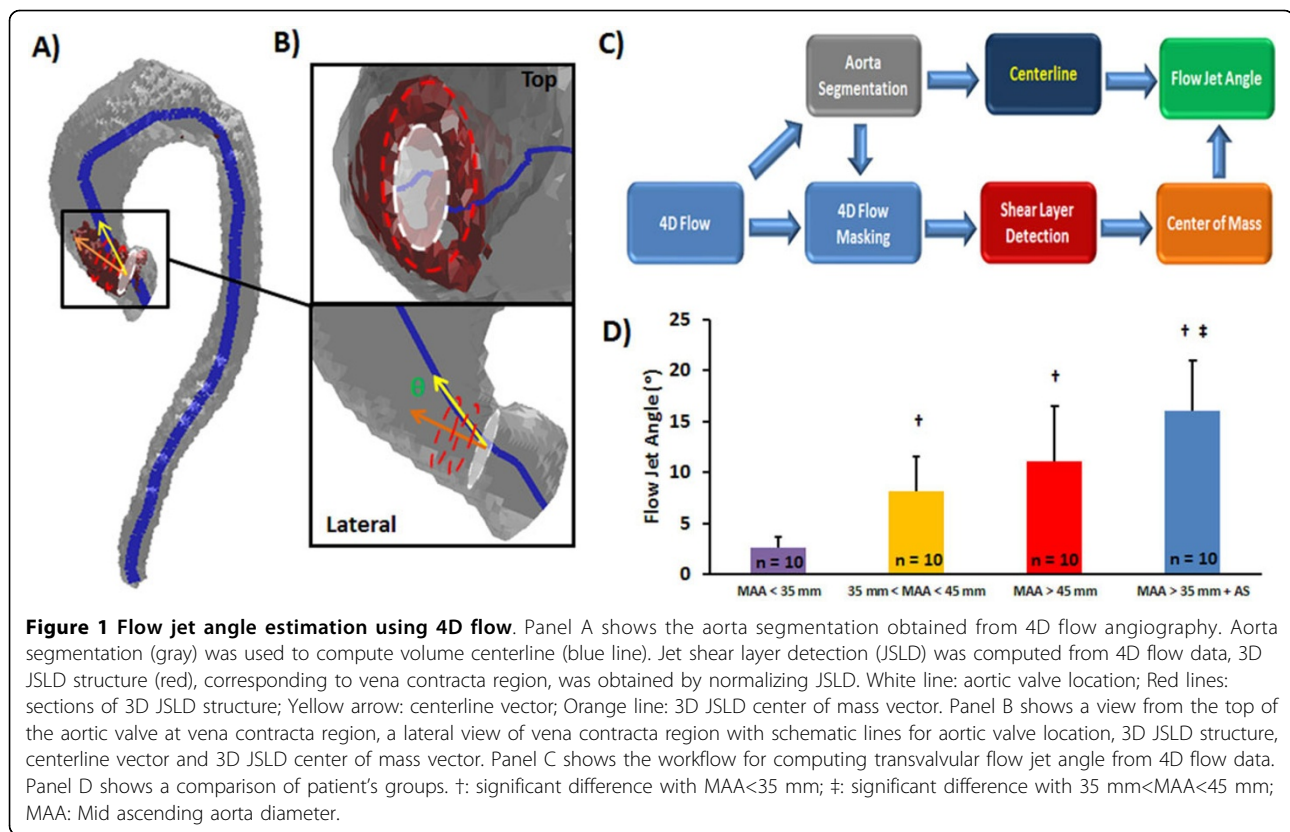 A)
B)
Top
θ
Lateral
C)
Aorta
Segmentation
Centerline
Flow Jet Angle
4D Flow
4D Flow
Masking
Shear Layer
Detection
Center of Mass
D)
Flow Jet Angle (°)
25
20
15
10
5
0
†
†
† ‡
n = 10
n = 10
n = 10
n = 10
MAA < 35 mm
35 mm < MAA < 45 mm
MAA > 45 mm
MAA > 35 mm + AS
Figure 1 Flow jet angle estimation using 4D flow. Panel A shows the aorta segmentation obtained from 4D flow angiography. Aorta
segmentation (gray) was used to compute volume centerline (blue line). Jet shear layer detection (JSLD) was computed from 4D flow data, 3D
JSLD structure (red), corresponding to vena contracta region, was obtained by normalizing JSLD. White line: aortic valve location; Red lines:
sections of 3D JSLD structure; Yellow arrow: centerline vector; Orange line: 3D JSLD center of mass vector. Panel B shows a view from the top of
the aortic valve at vena contracta region, a lateral view of vena contracta region with schematic lines for aortic valve location, 3D JSLD structure,
centerline vector and 3D JSLD center of mass vector. Panel C shows the workflow for computing transvalvular flow jet angle from 4D flow data.
Panel D shows a comparison of patient's groups. †: significant difference with MAA<35 mm; ‡: significant difference with 35 mm<MAA<45 mm;
MAA: Mid ascending aorta diameter.